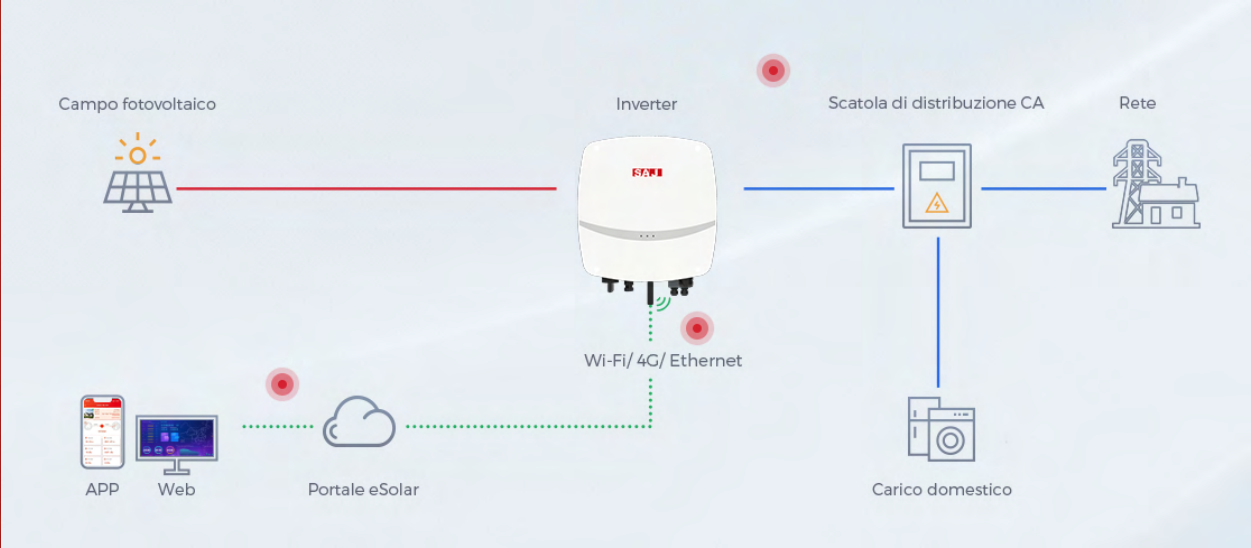 Campo fotovoltaico
Inverter
Scatola di distribuzione CA
Rete
SAJ
Wi-Fi/ 4G/ Ethernet
APP
Web
Portale eSolar
Carico domestico